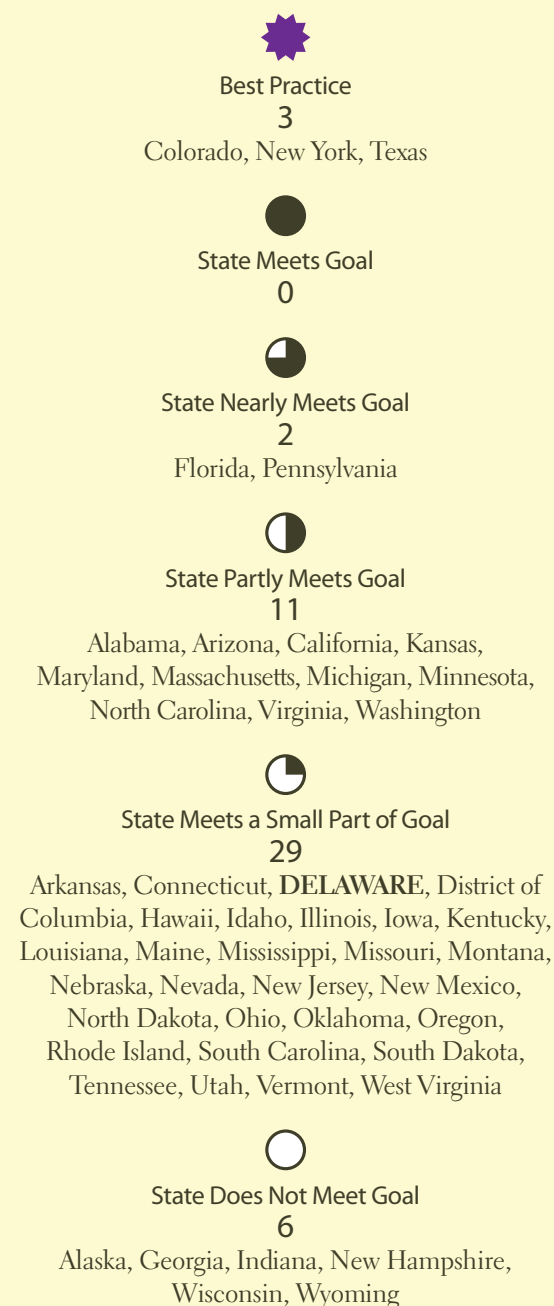 Best Practice
3
Colorado, New York, Texas
State Meets Goal
0
State Nearly Meets Goal
2
Florida, Pennsylvania
State Partly Meets Goal
11
Alabama, Arizona, California, Kansas,
Maryland, Massachusetts, Michigan, Minnesota,
North Carolina, Virginia, Washington
State Meets a Small Part of Goal
29
Arkansas, Connecticut, DELAWARE, District of
Columbia, Hawaii, Idaho, Illinois, Iowa, Kentucky,
Louisiana, Maine, Mississippi, Missouri, Montana,
Nebraska, Nevada, New Jersey, New Mexico,
North Dakota, Ohio, Oklahoma, Oregon,
Rhode Island, South Carolina, South Dakota,
Tennessee, Utah, Vermont, West Virginia
State Does Not Meet Goal
6
Alaska, Georgia, Indiana, New Hampshire,
Wisconsin, Wyoming